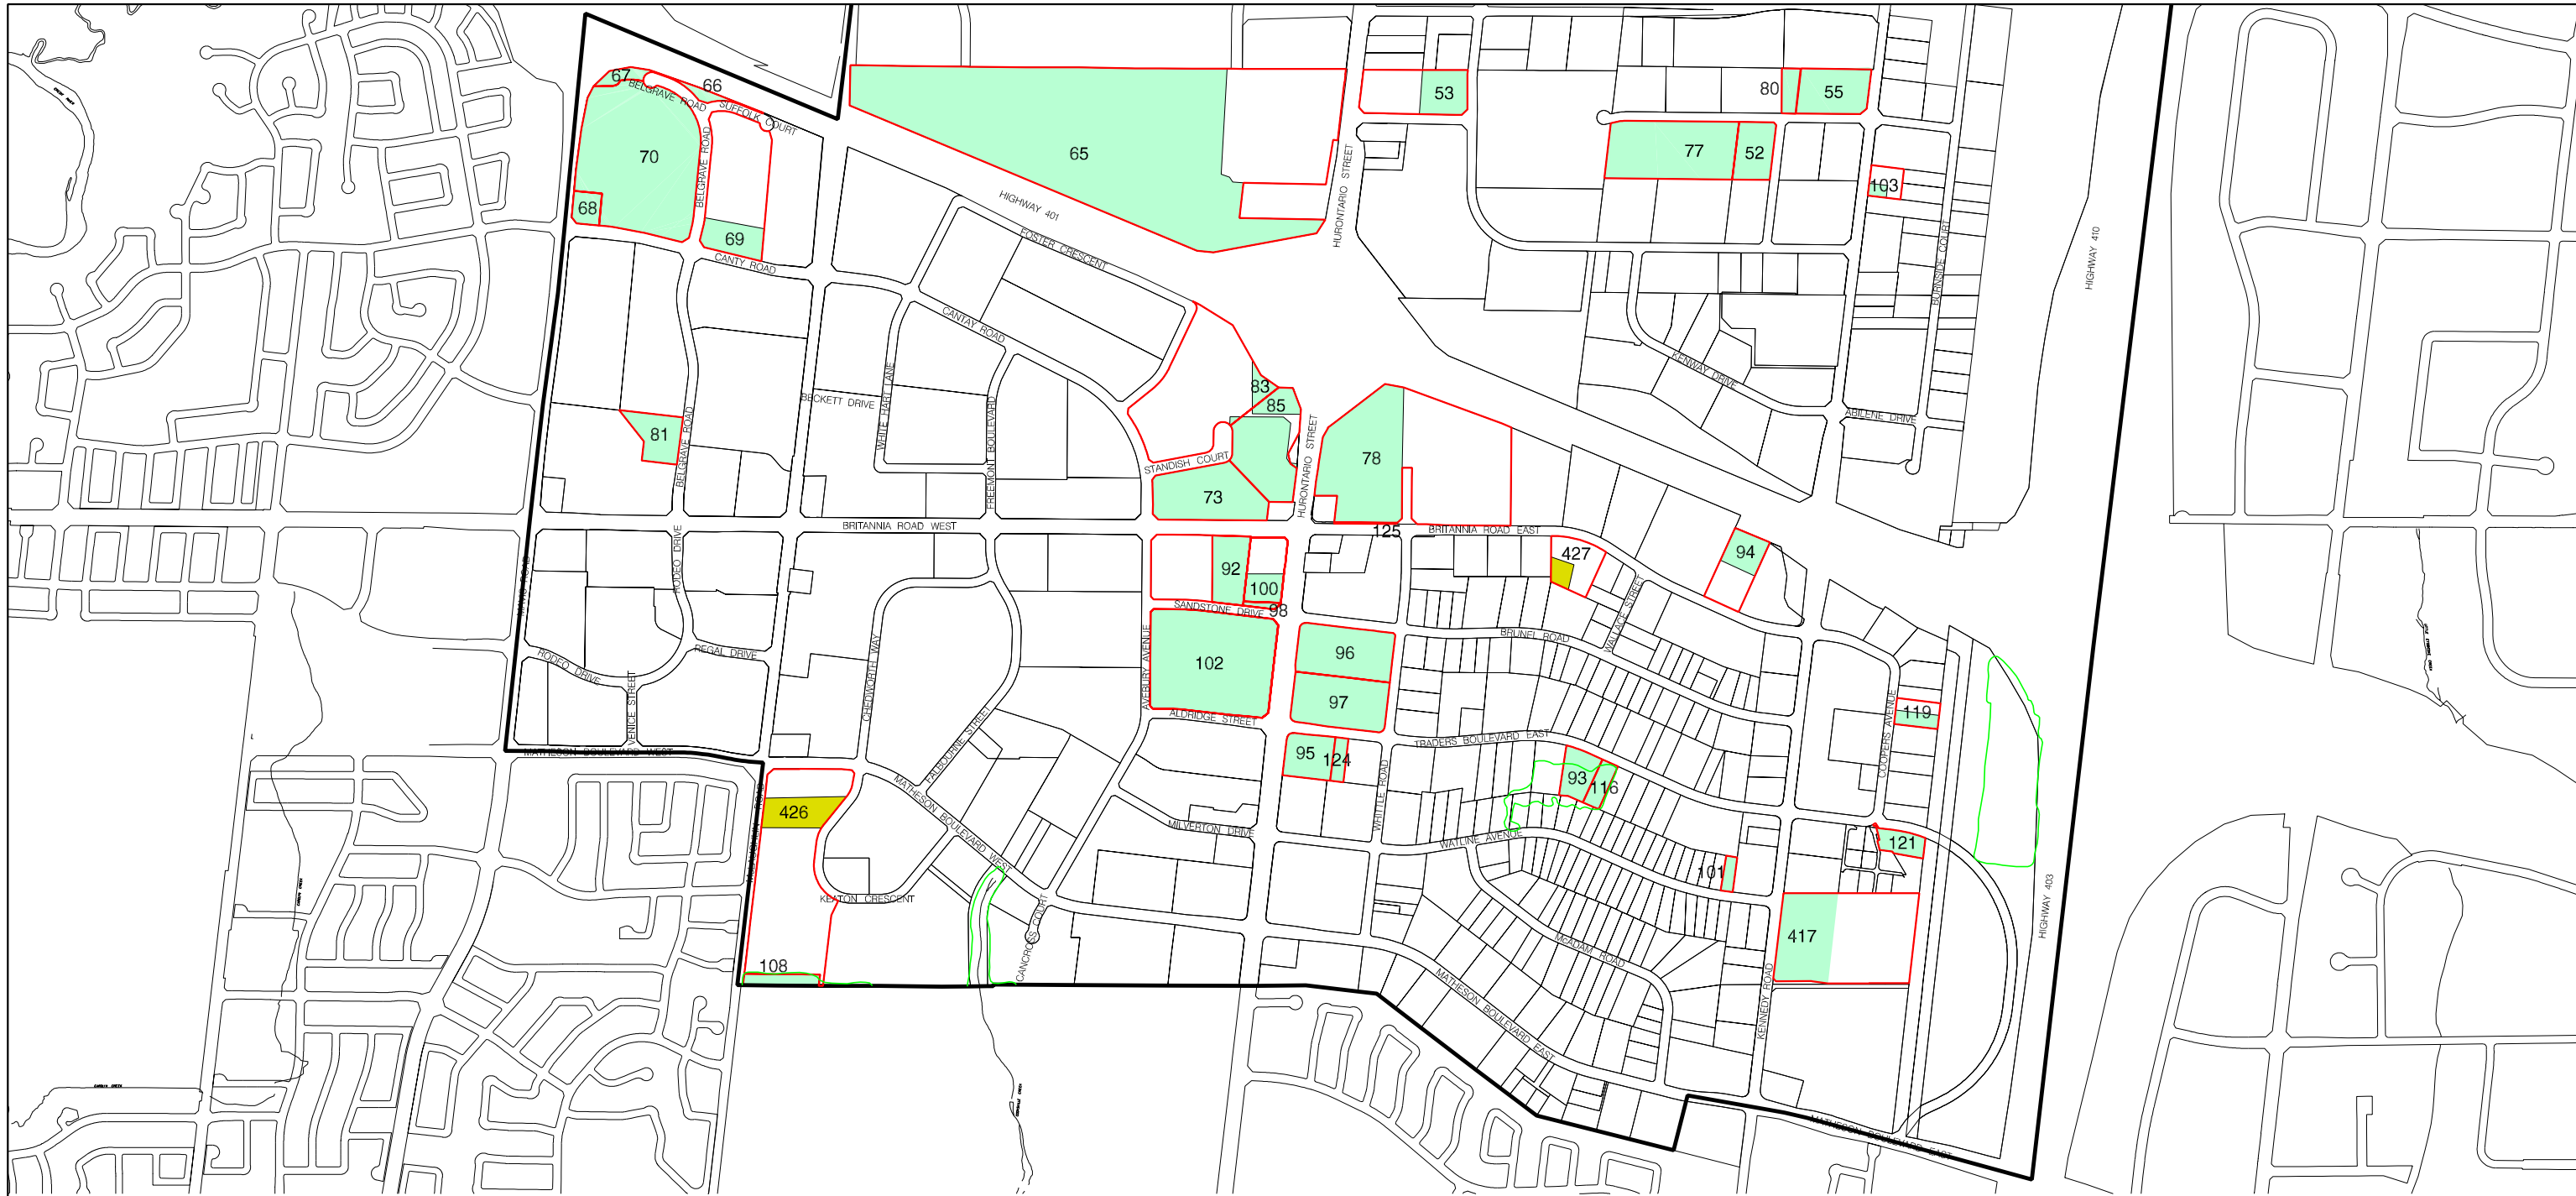 67
66
BELGRAVE ROAD
SUFFOLK COURT
53
80
55
70
BELGRAVE ROAD
65
HURONTARIO STREET
77
52
103
68
69
CANTY ROAD
HIGHWAY 401
FOSTER CRESCENT
BURNSIDE COURT
HIGHWAY 410
CANTAY ROAD
KENWAY DRIVE
83
85
BECKETT DRIVE
WHITE HART LANE
FREEMONT BOULEVARD
ABILENE DRIVE
81
BELGRAVE ROAD
STANDISH COURT
HURONTARIO STREET
78
73
BRITANNIA ROAD WEST
125
BRITANNIA ROAD EAST
RODEO DRIVE
92
100
427
94
SANDSTONE DRIVE
98
WALLACE STREET
BRUNEL ROAD
RODEO DRIVE
REGAL DRIVE
VENICE STREET
CHEDWORTH WAY
AVEBURY AVENUE
102
96
97
FALBOURNE STREET
ALDRIDGE STREET
COOPERS AVENUE
119
MATHESON BOULEVARD WEST
TRADERS BOULEVARD EAST
95
124
93
116
WHITTLE ROAD
426
MATHESON BOULEVARD WEST
MILVERTON DRIVE
WATLINE AVENUE
121
101
KEATON CRESCENT
HIGHWAY 403
McADAM ROAD
417
CANCROSS COURT
108
KENNEDY ROAD
MATHESON BOULEVARD EAST
MATHESON BOULEVARD EAST